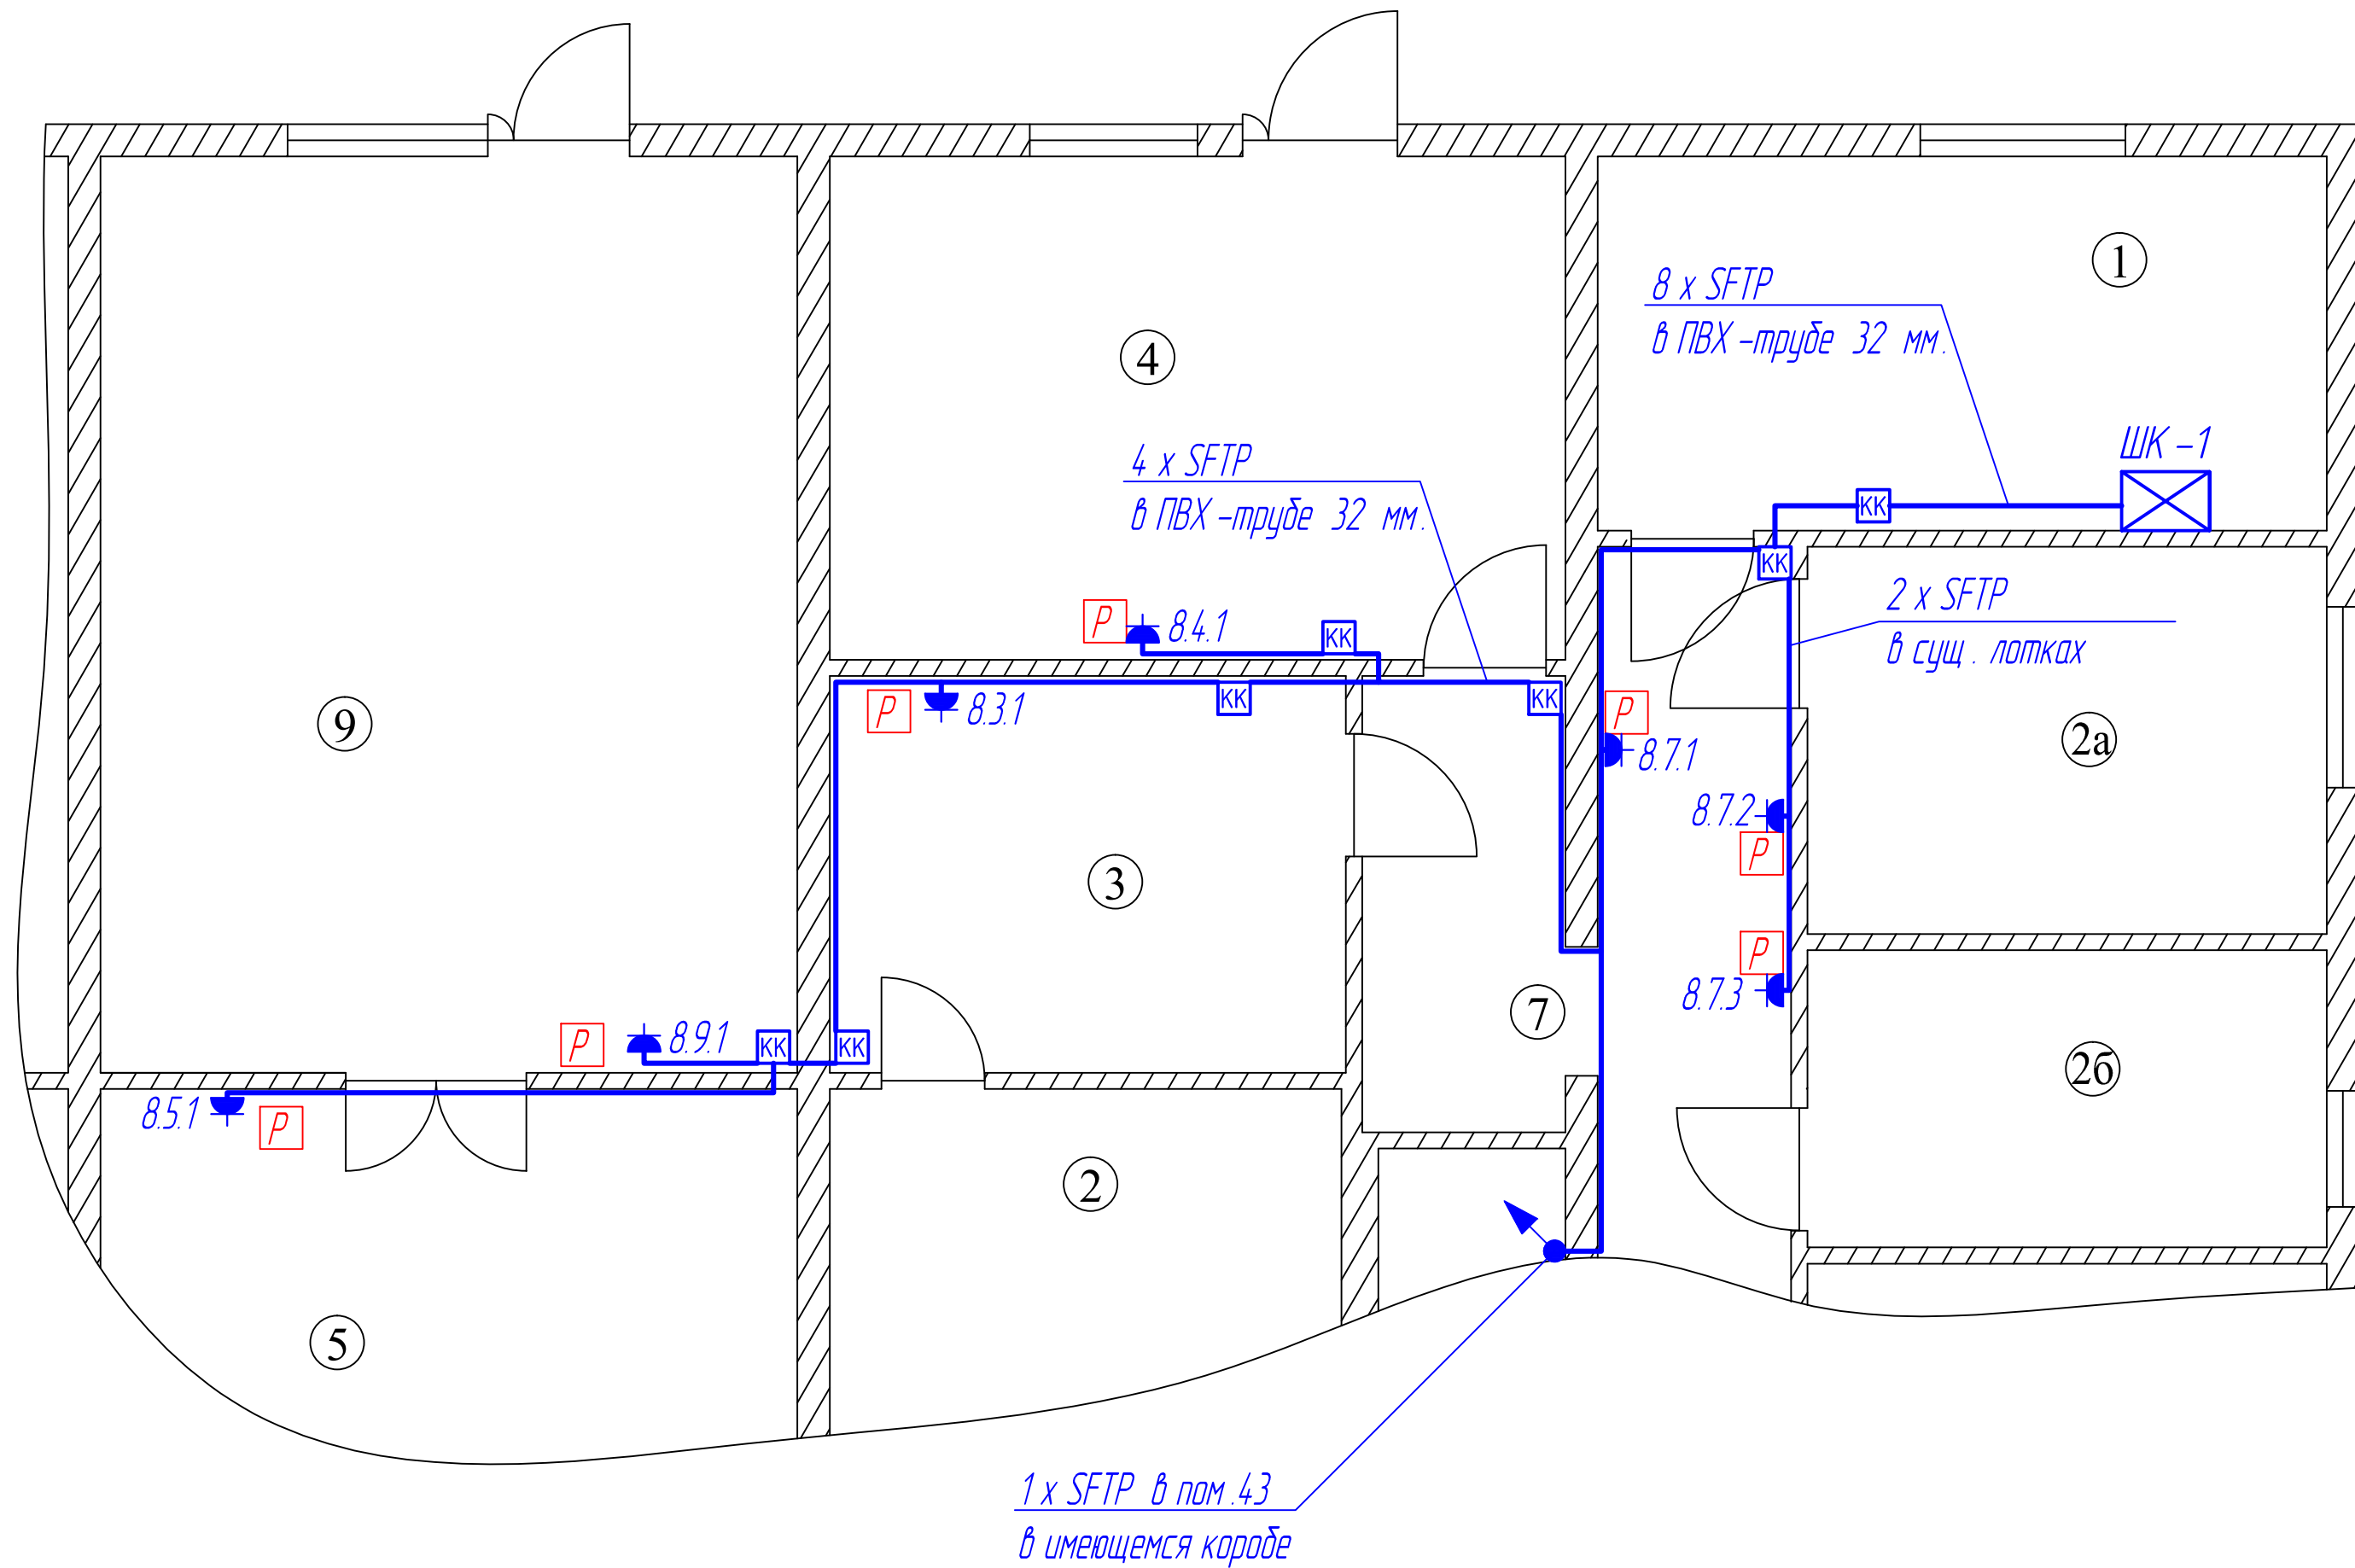 1
8 x SFTP
в ПВХ-трубе 32 мм.
4
ШК-1
4 x SFTP
в ПВХ-трубе 32 мм.
КК
КК
2 x SFTP
в сущ. лотках
Р
8.4.1
КК
Р
8.3.1
КК
КК
Р
8.7.1
9
2а
8.7.2
Р
3
Р
8.7.3
7
Р
8.9.1
КК
КК
2б
8.5.1
Р
2
5
1 x SFTP в пом.43
в имеющемся коробе